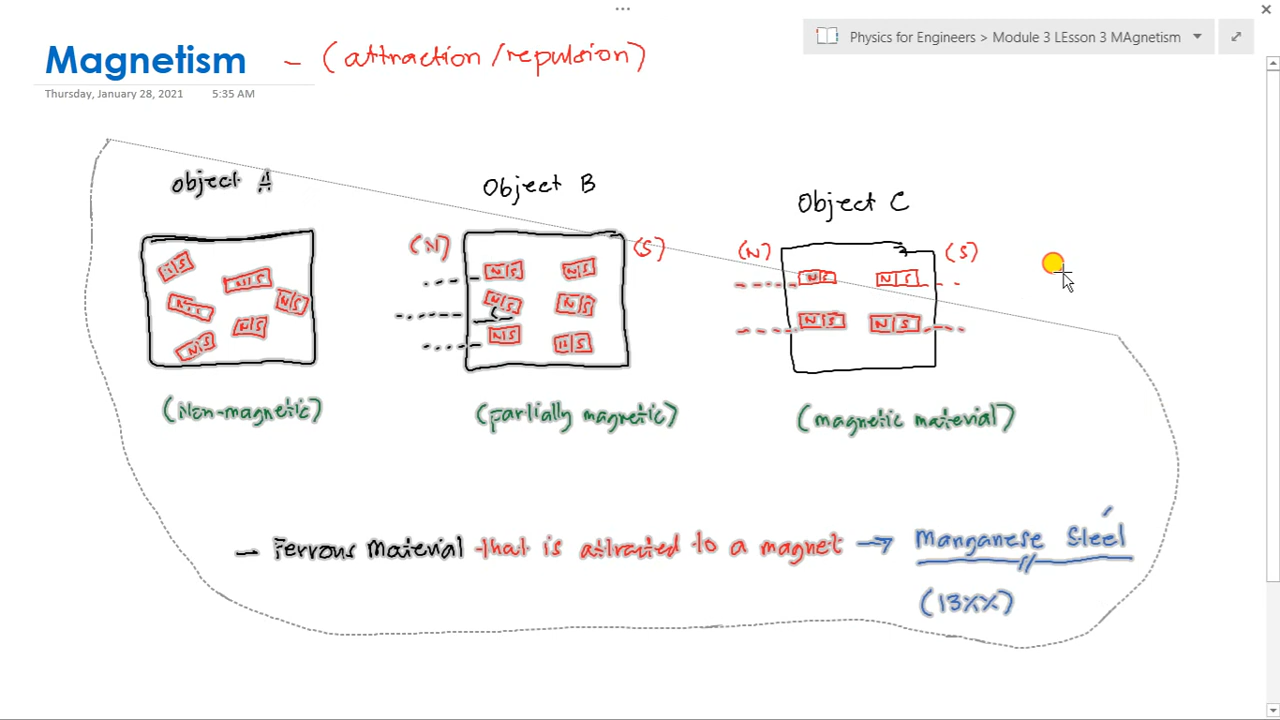 Physics for Engineers > Module 3 LEsson 3 MAgnetism
Magnetism - (attraction/repulsion)
Thursday, January 28, 2021 5:35 AM
object A
Object B
Object C
(N) (S) (N) (S)
N S N S N S N S N S N S
N S N S N S N S N S N S
N S N S N S N S
(Non-magnetic) (partially magnetic) (magnetic material)
- Ferrous Material that is attracted to a magnet → Manganese Steel
(13xx)